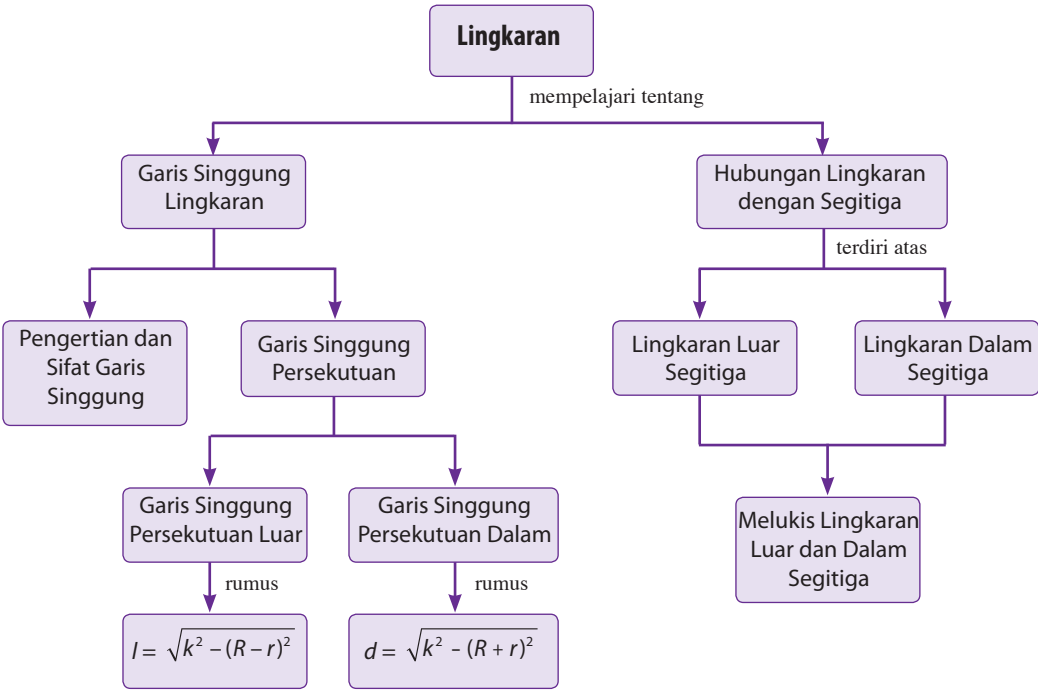 Lingkaran
mempelajari tentang
Garis Singgung
Lingkaran
Hubungan Lingkaran
dengan Segitiga
terdiri atas
Pengertian dan
Sifat Garis
Singgung
Garis Singgung
Persekutuan
Lingkaran Luar
Segitiga
Lingkaran Dalam
Segitiga
Garis Singgung
Persekutuan Luar
Garis Singgung
Persekutuan Dalam
Melukis Lingkaran
Luar dan Dalam
Segitiga
rumus
rumus
l = √(k² – (R – r)²)
d = √(k² – (R + r)²)